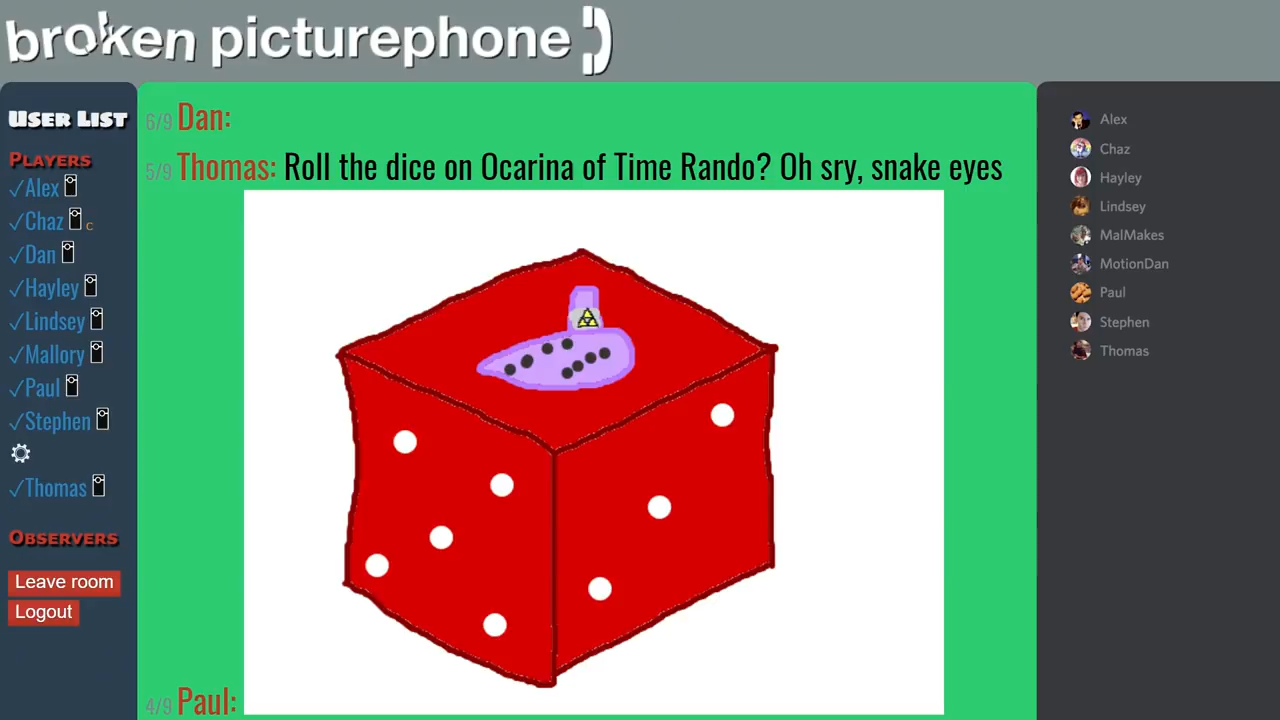 broken picturephone
USER LIST
PLAYERS
✓Alex
✓Chaz C
✓Dan
✓Hayley
✓Lindsey
✓Mallory
✓Paul
✓Stephen
✓Thomas
OBSERVERS
Leave room
Logout
6/9 Dan:
5/9 Thomas: Roll the dice on Ocarina of Time Rando? Oh sry, snake eyes
4/9 Paul:
Alex
Chaz
Hayley
Lindsey
MalMakes
MotionDan
Paul
Stephen
Thomas